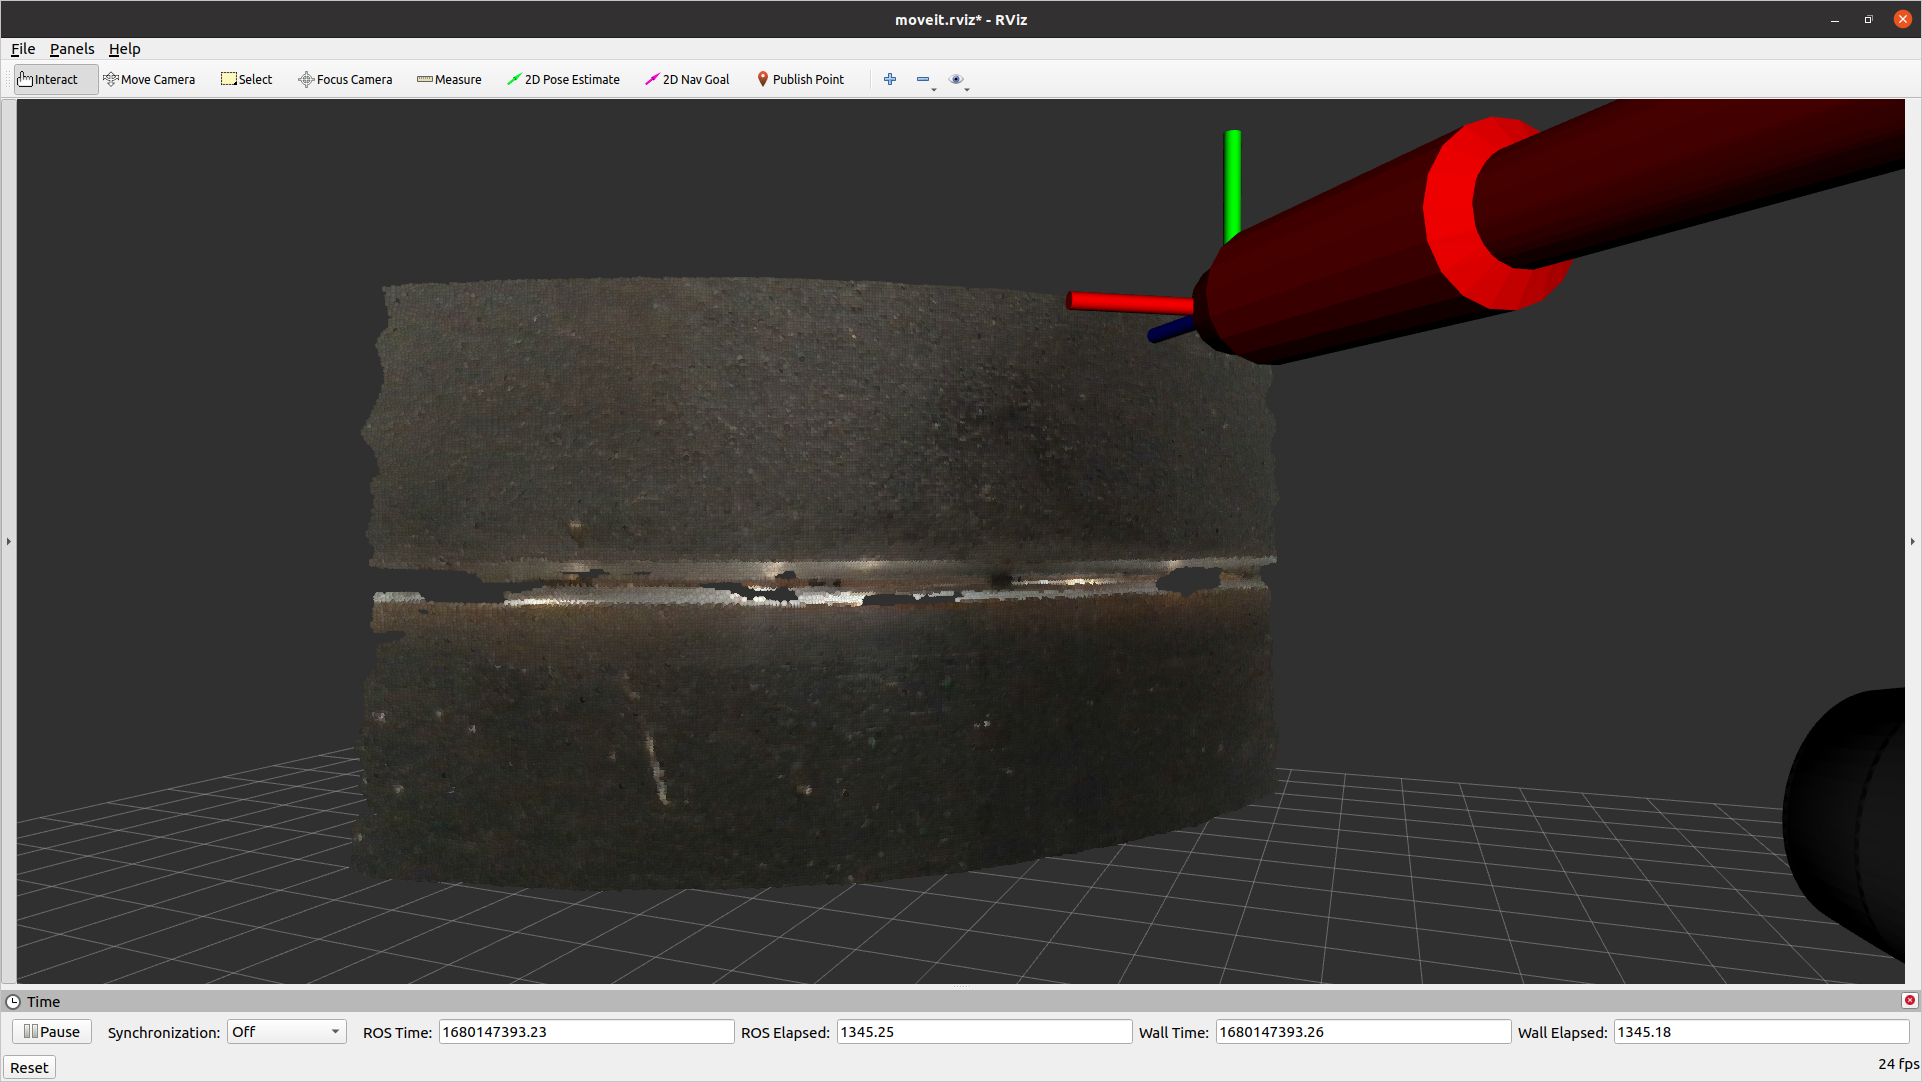 moveit.rviz* - RViz
File Panels Help
Interact Move Camera Select Focus Camera Measure 2D Pose Estimate 2D Nav Goal Publish Point
Time
Pause Synchronization: Off ROS Time: 1680147393.23 ROS Elapsed: 1345.25 Wall Time: 1680147393.26 Wall Elapsed: 1345.18
Reset 24 fps